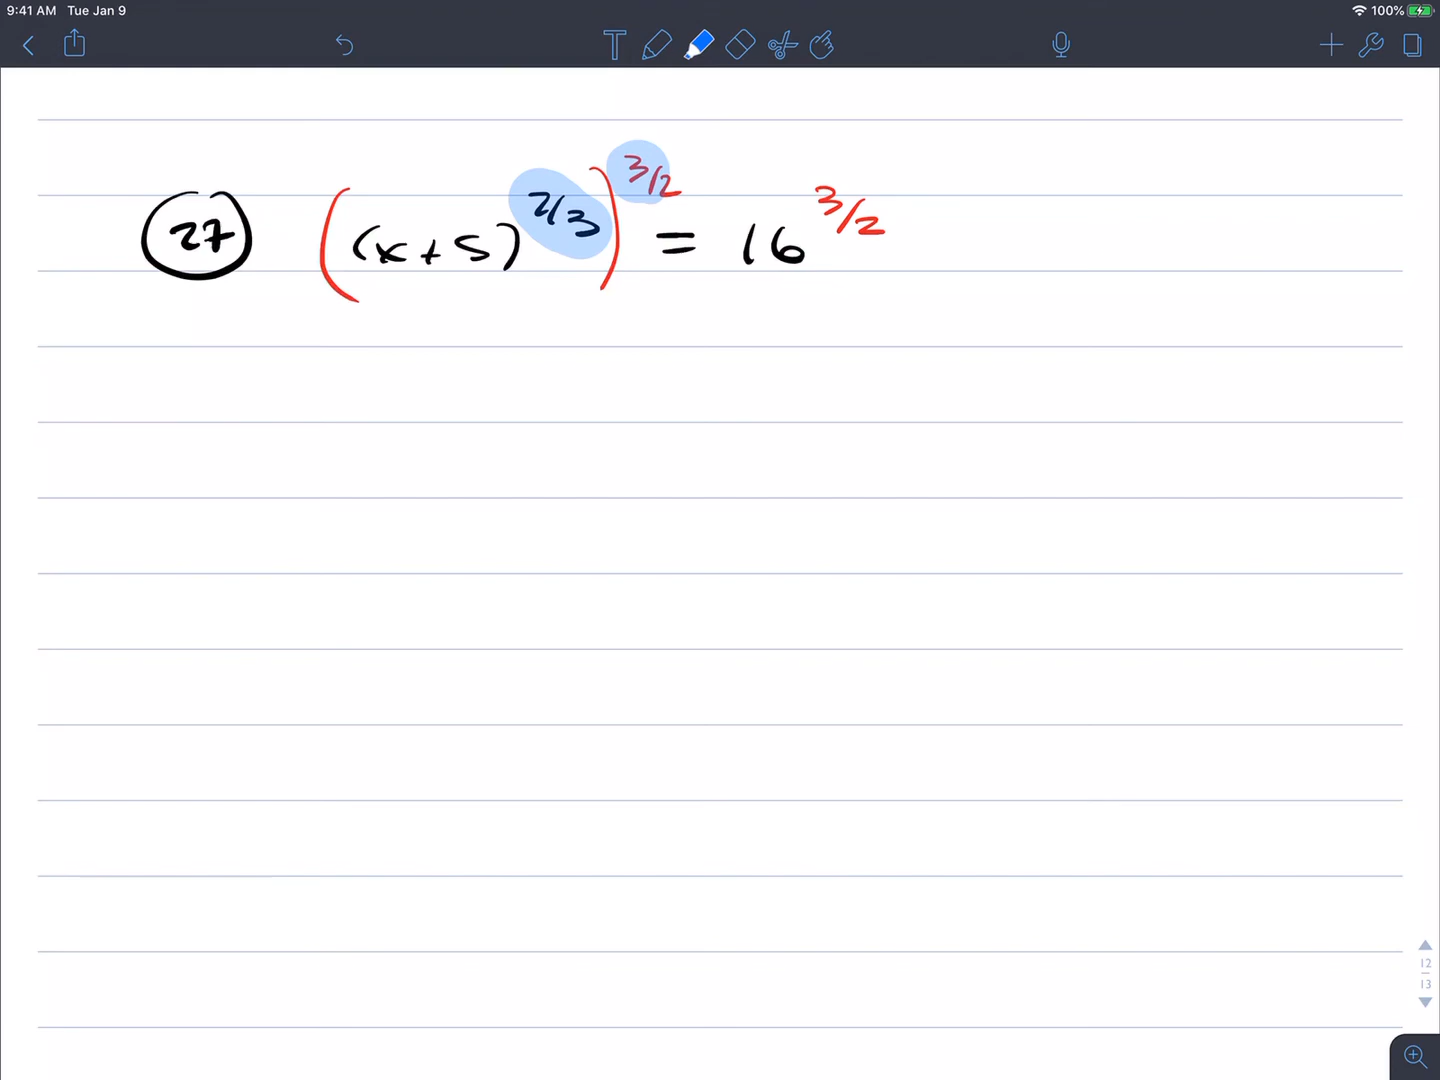 9:41 AM Tue Jan 9 100%
27 ((x+5)^2/3)^3/2 = 16^3/2
12
13